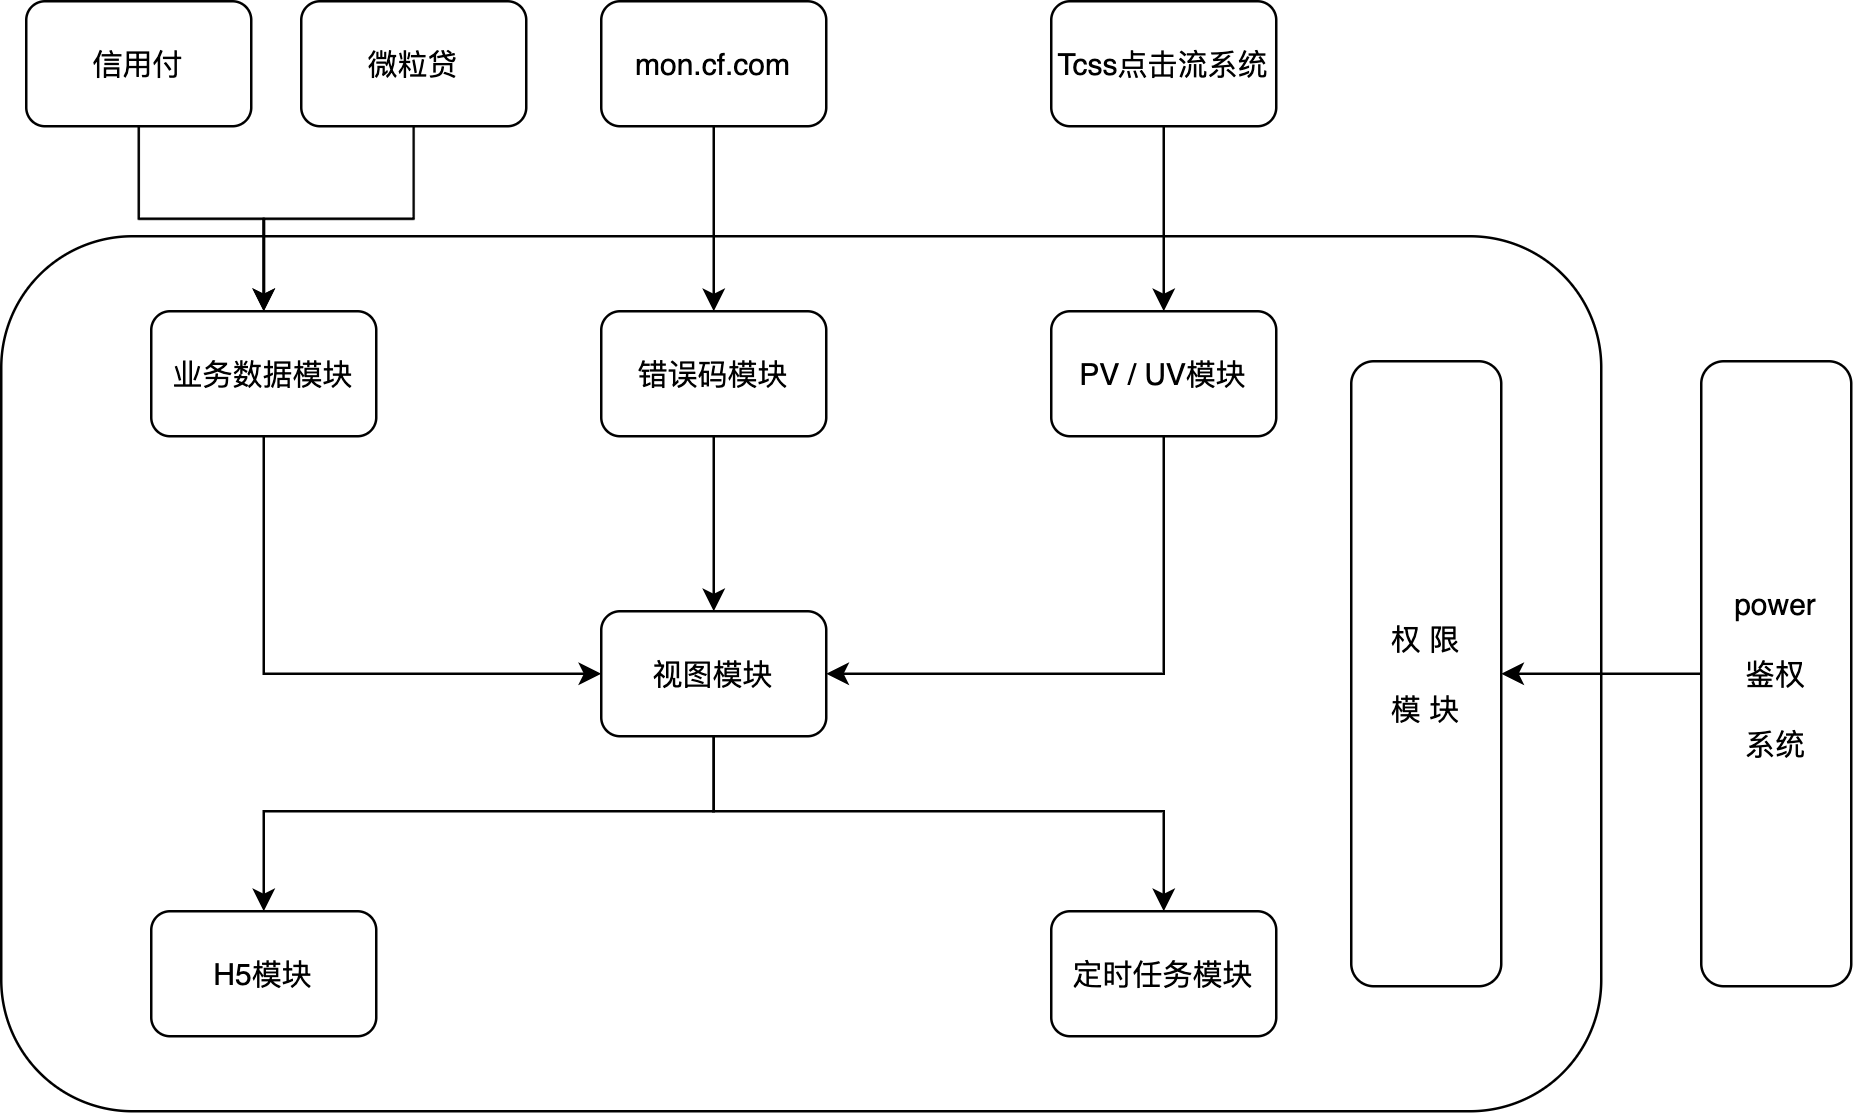 信用付
微粒贷
mon.cf.com
Tcss点击流系统
业务数据模块
错误码模块
PV / UV模块
视图模块
权 限
模 块
power
鉴权
系统
H5模块
定时任务模块